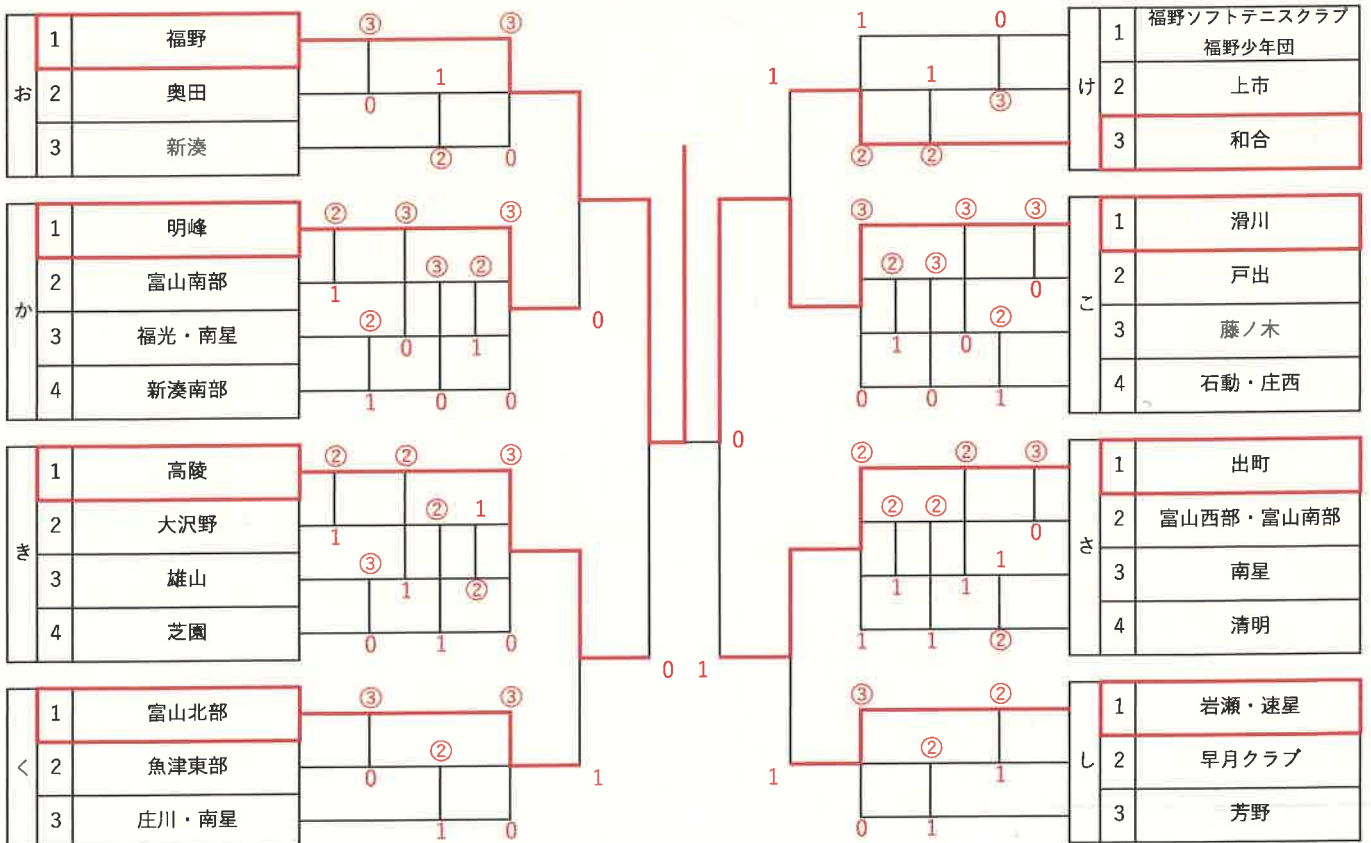 お
1 福野
2 奥田
3 新湊
③ ③
1
0
② 0
か
1 明峰
2 富山南部
3 福光・南星
4 新湊南部
② ③ ③
③ ②
1
②
0 1
1 0 0
0
き
1 高陵
2 大沢野
3 雄山
4 芝園
② ② ③
② 1
1
③
1 ②
0 1 0
0
く
1 富山北部
2 魚津東部
3 庄川・南星
③ ③
②
0
1 0
1
け
1 福野ソフトテニスクラブ
福野少年団
2 上市
3 和合
1 0
1
1
③
② ②
こ
1 滑川
2 戸出
3 藤ノ木
4 石動・庄西
③ ③ ③
② ③
0
②
1 0
0 0 1
0
さ
1 出町
2 富山西部・富山南部
3 南星
4 清明
② ② ③
② ②
0
1
1 1
1 1 ②
1
し
1 岩瀬・速星
2 早月クラブ
3 芳野
③ ②
②
1
1
0 1